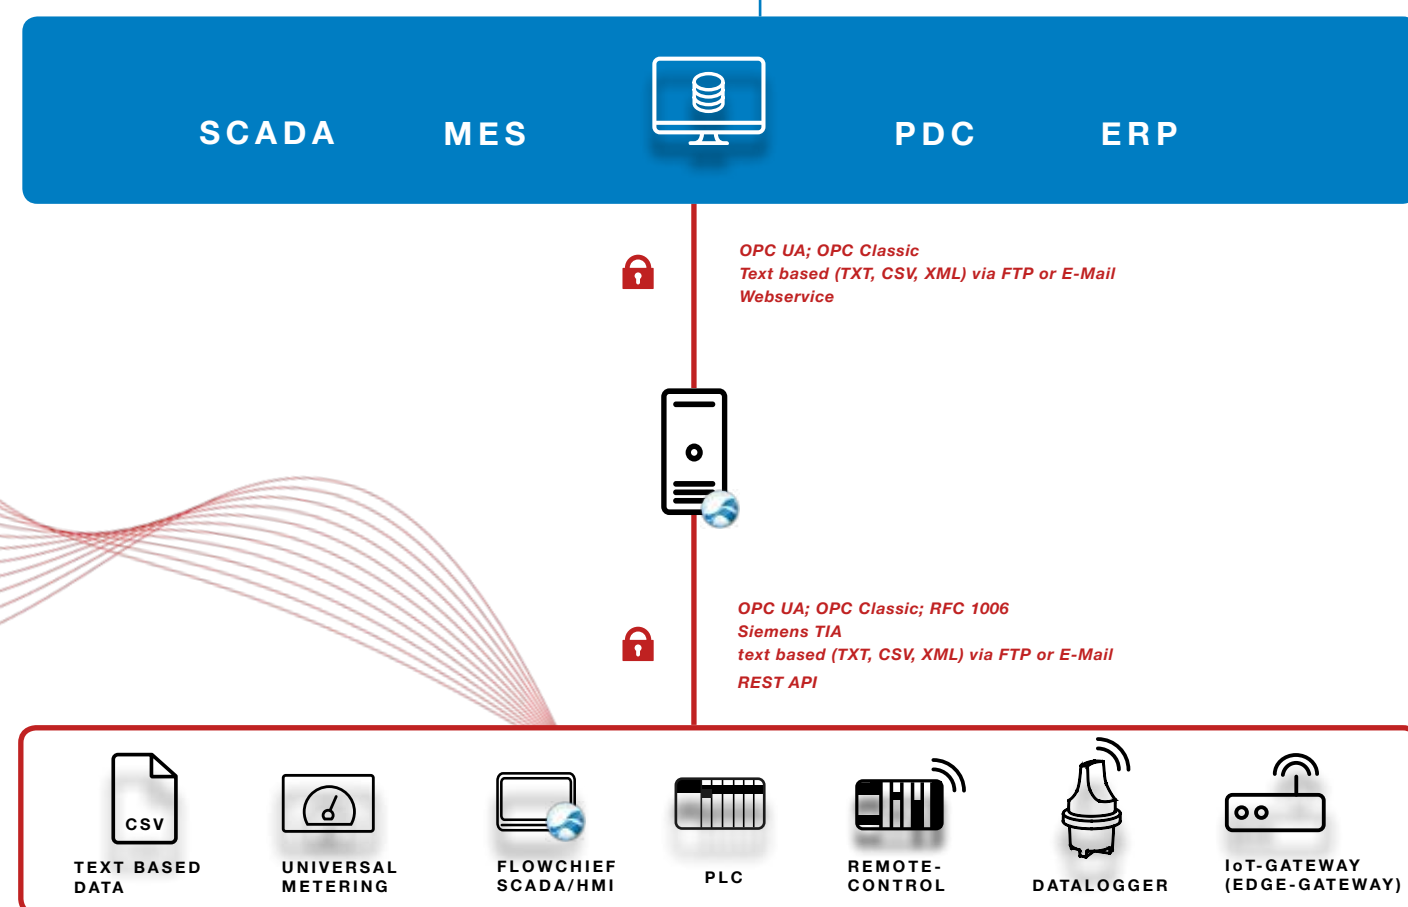 SCADA MES PDC ERP
OPC UA; OPC Classic
Text based (TXT, CSV, XML) via FTP or E-Mail
Webservice
OPC UA; OPC Classic; RFC 1006
Siemens TIA
text based (TXT, CSV, XML) via FTP or E-Mail
REST API
CSV
TEXT BASED
DATA
UNIVERSAL
METERING
FLOWCHIEF
SCADA/HMI
PLC
REMOTE-
CONTROL
DATALOGGER
IoT-GATEWAY
(EDGE-GATEWAY)